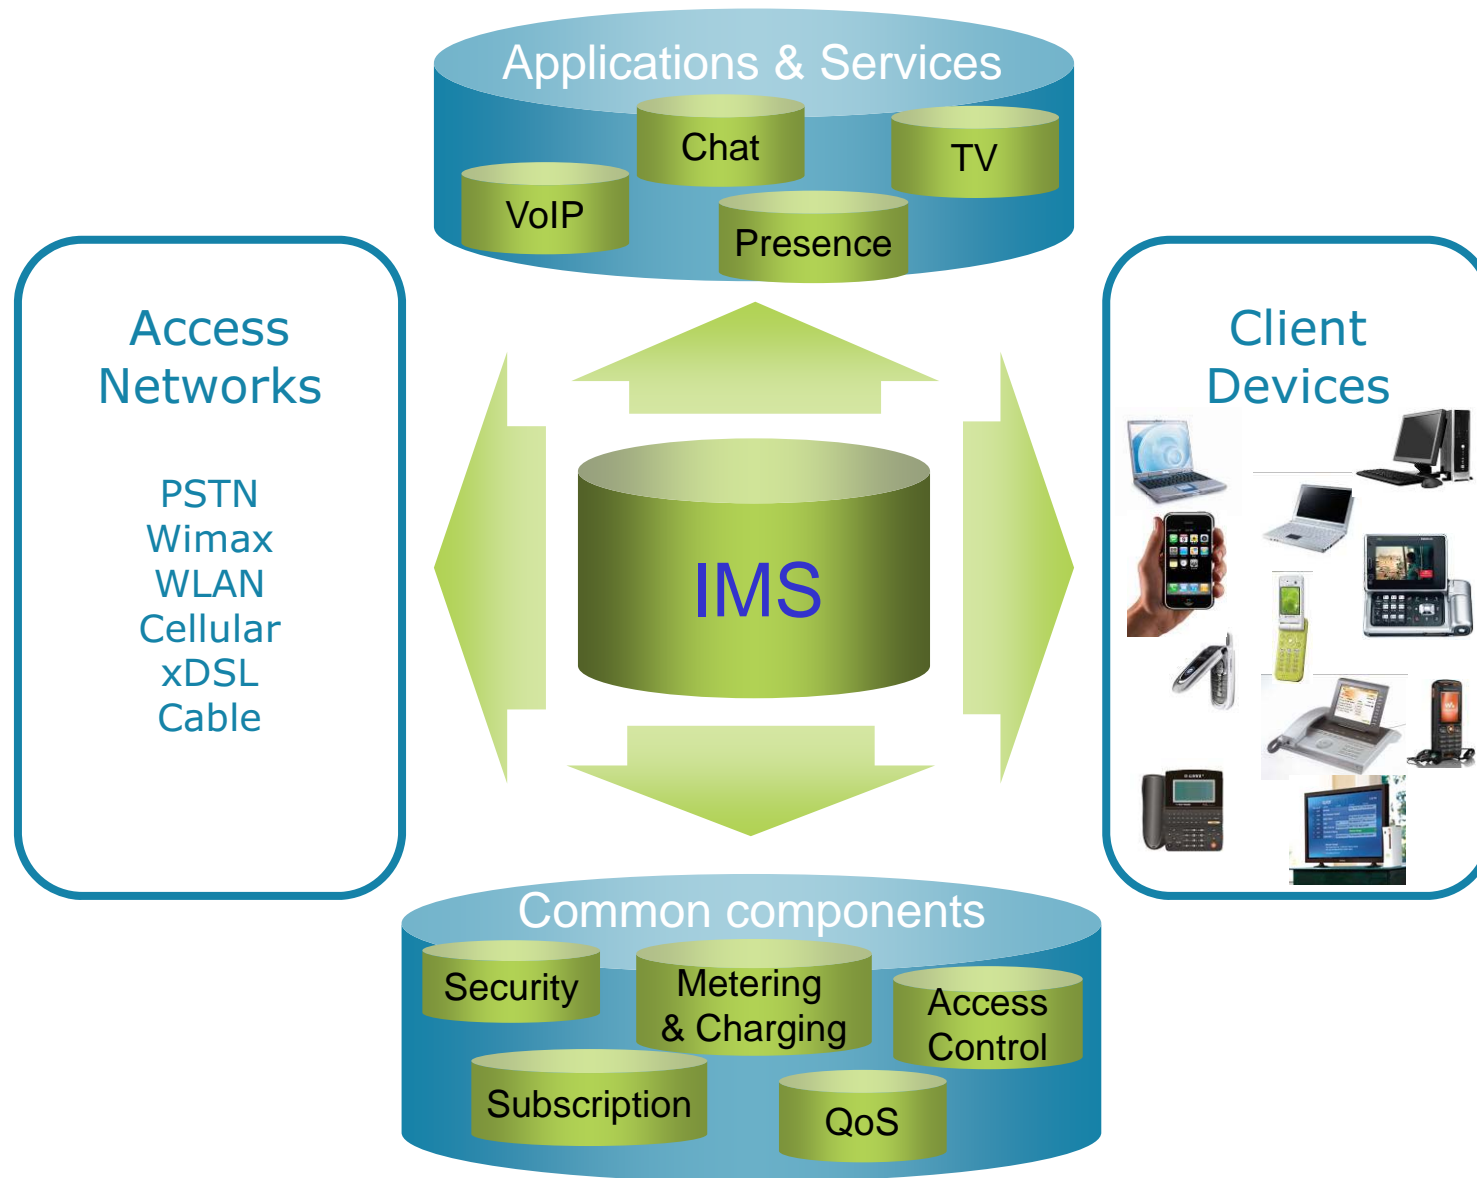 Applications & Services
Chat
TV
VoIP
Presence
Access
Networks
PSTN
Wimax
WLAN
Cellular
xDSL
Cable
IMS
Client
Devices
Common components
Security
Metering
& Charging
Access
Control
Subscription
QoS